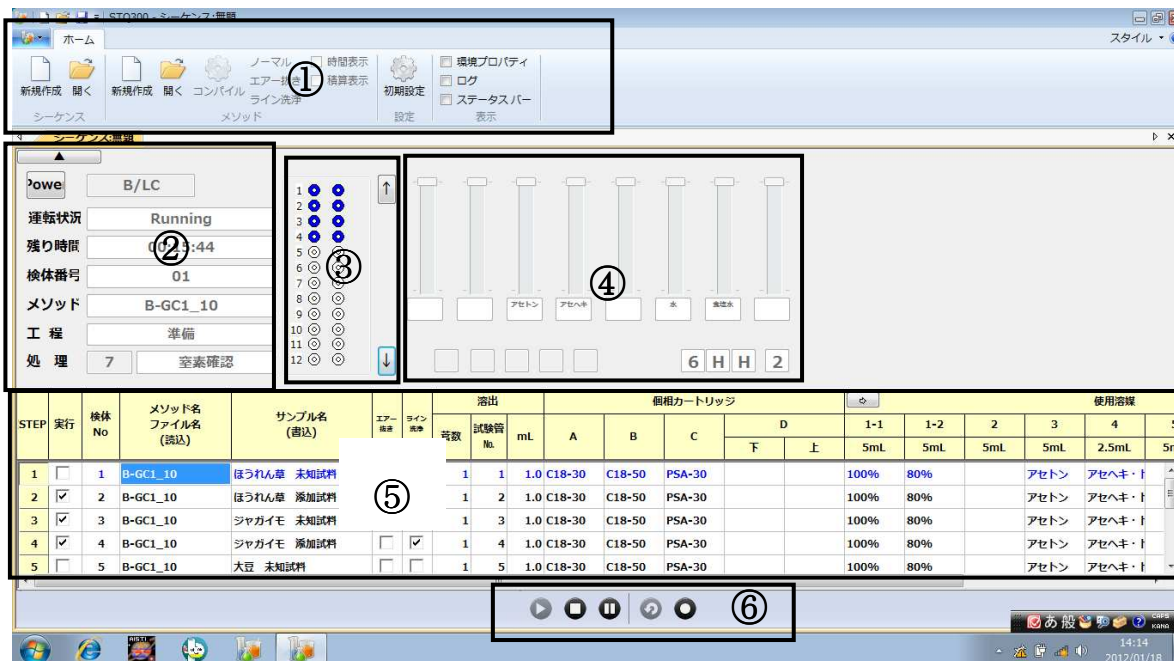 STQ300 - シーケンス:無題
ホーム
スタイル
新規作成 開く 新規作成 開く コンパイル
ノーマル 時間表示
エアー抜き 積算表示
ライン洗浄
初期設定
環境プロパティ
ログ
ステータス バー
シーケンス メソッド 設定 表示
①
シーケンス:無題
▲
Power B/LC
運転状況 Running
残り時間 00:15:44
検体番号 01
メソッド B-GC1_10
工 程 準備
処 理 7 窒素確認
②
1
2
3
4
5
6
7
8
9
10
11
12
↑
↓
③
アセトン アセヘキ 水 食塩水
6 H H 2
④
STEP 実行 検体No メソッド名 ファイル名 (読込) サンプル名 (書込) エアー抜き ライン洗浄 溶出 個相カートリッジ 使用溶媒
本数 試験管No. mL A B C D 下 上 1-1 1-2 2 3 4
5mL 5mL 5mL 5mL 2.5mL
1 1 B-GC1_10 ほうれん草 未知試料 1 1 1.0 C18-30 C18-50 PSA-30 100% 80% アセトン アセヘキ・ト
2 2 B-GC1_10 ほうれん草 添加試料 1 2 1.0 C18-30 C18-50 PSA-30 100% 80% アセトン アセヘキ・ト
3 3 B-GC1_10 ジャガイモ 未知試料 1 3 1.0 C18-30 C18-50 PSA-30 100% 80% アセトン アセヘキ・ト
4 4 B-GC1_10 ジャガイモ 添加試料 1 4 1.0 C18-30 C18-50 PSA-30 100% 80% アセトン アセヘキ・ト
5 5 B-GC1_10 大豆 未知試料 1 5 1.0 C18-30 C18-50 PSA-30 100% 80% アセトン アセヘキ・ト
⑤
⑥
あ 般 CAPS KANA
AISTI
14:14
2012/01/18